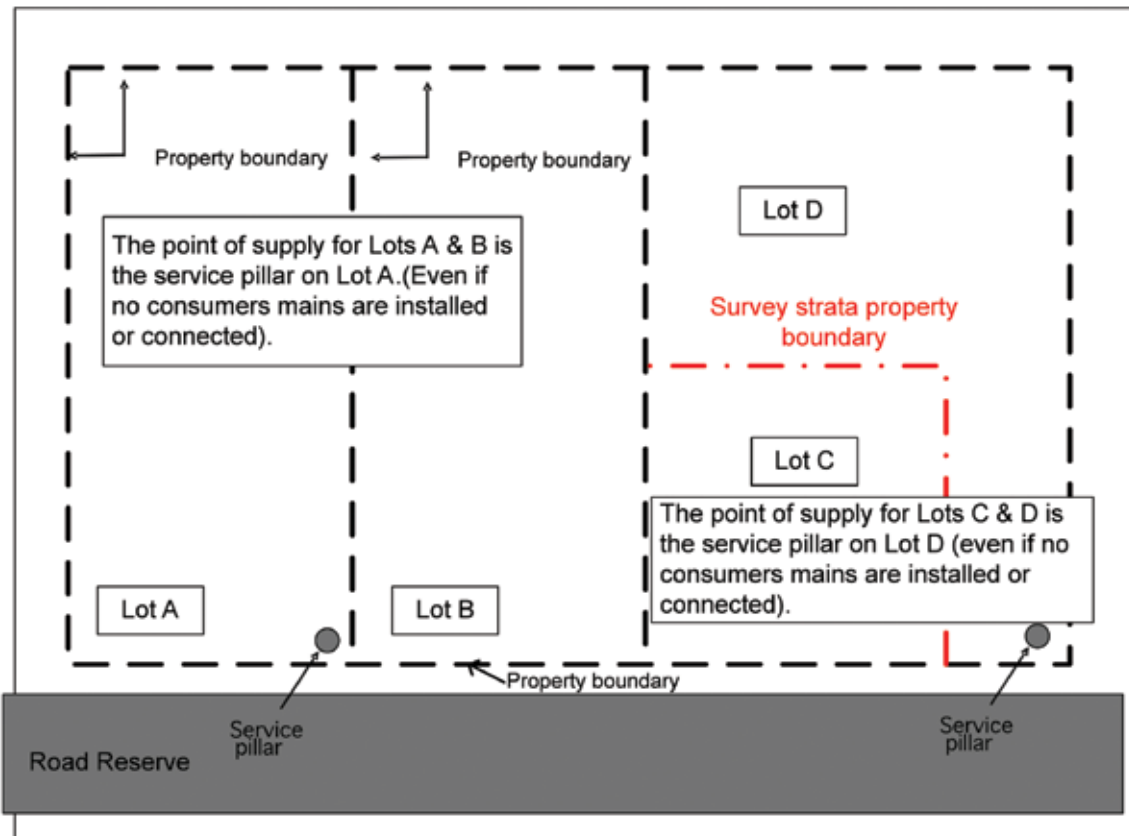 Property boundary
Property boundary
Lot D
The point of supply for Lots A & B is
the service pillar on Lot A.(Even if
no consumers mains are installed
or connected).
Survey strata property
boundary
Lot C
The point of supply for Lots C & D is
the service pillar on Lot D (even if no
consumers mains are installed or
connected).
Lot A
Lot B
Property boundary
Service
pillar
Service
pillar
Road Reserve